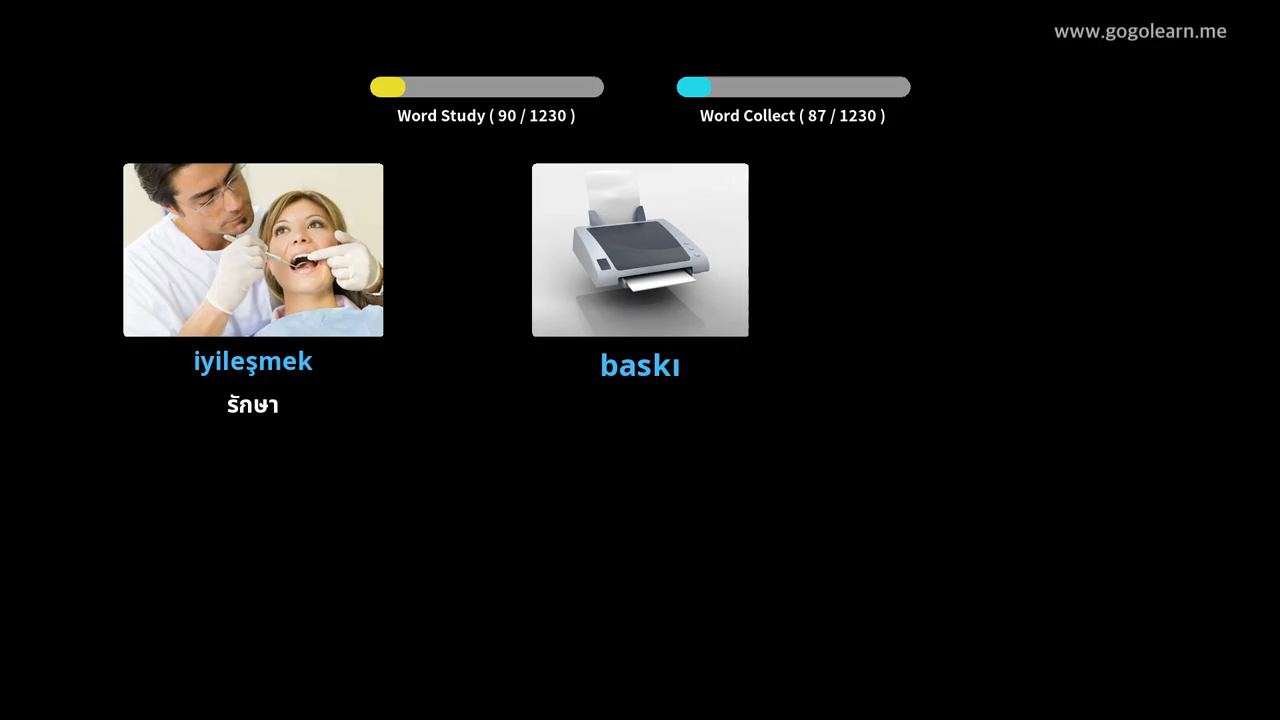 www.gogolearn.me
Word Study ( 90 / 1230 )
Word Collect ( 87 / 1230 )
iyileşmek
รักษา
baskı